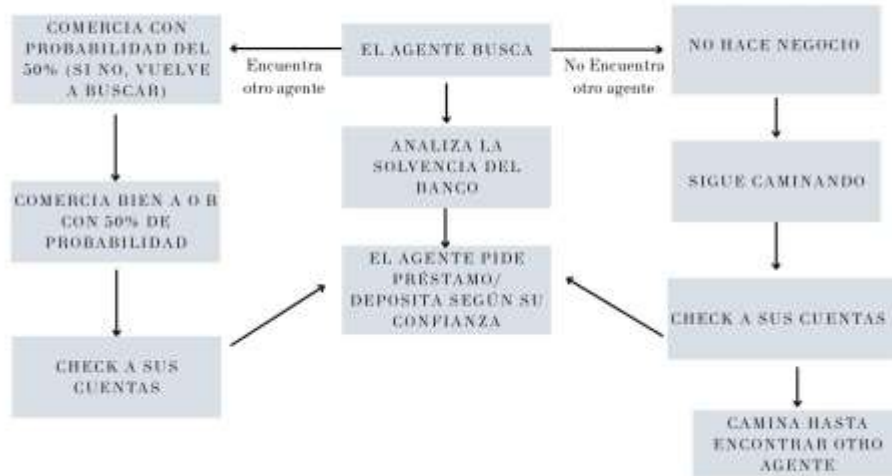 COMERCIA CON
PROBABILIDAD DEL
50% (SI NO, VUELVE
A BUSCAR)
EL AGENTE BUSCA
NO HACE NEGOCIO
Encuentra
otro agente
No Encuentra
otro agente
ANALIZA LA
SOLVENCIA DEL
BANCO
COMERCIA BIEN A O B
CON 50% DE
PROBABILIDAD
SIGUE CAMINANDO
EL AGENTE PIDE
PRÉSTAMO/
DEPOSITA SEGÚN SU
CONFIANZA
CHECK A SUS
CUENTAS
CHECK A SUS CUENTAS
CAMINA HASTA
ENCONTRAR OTRO
AGENTE